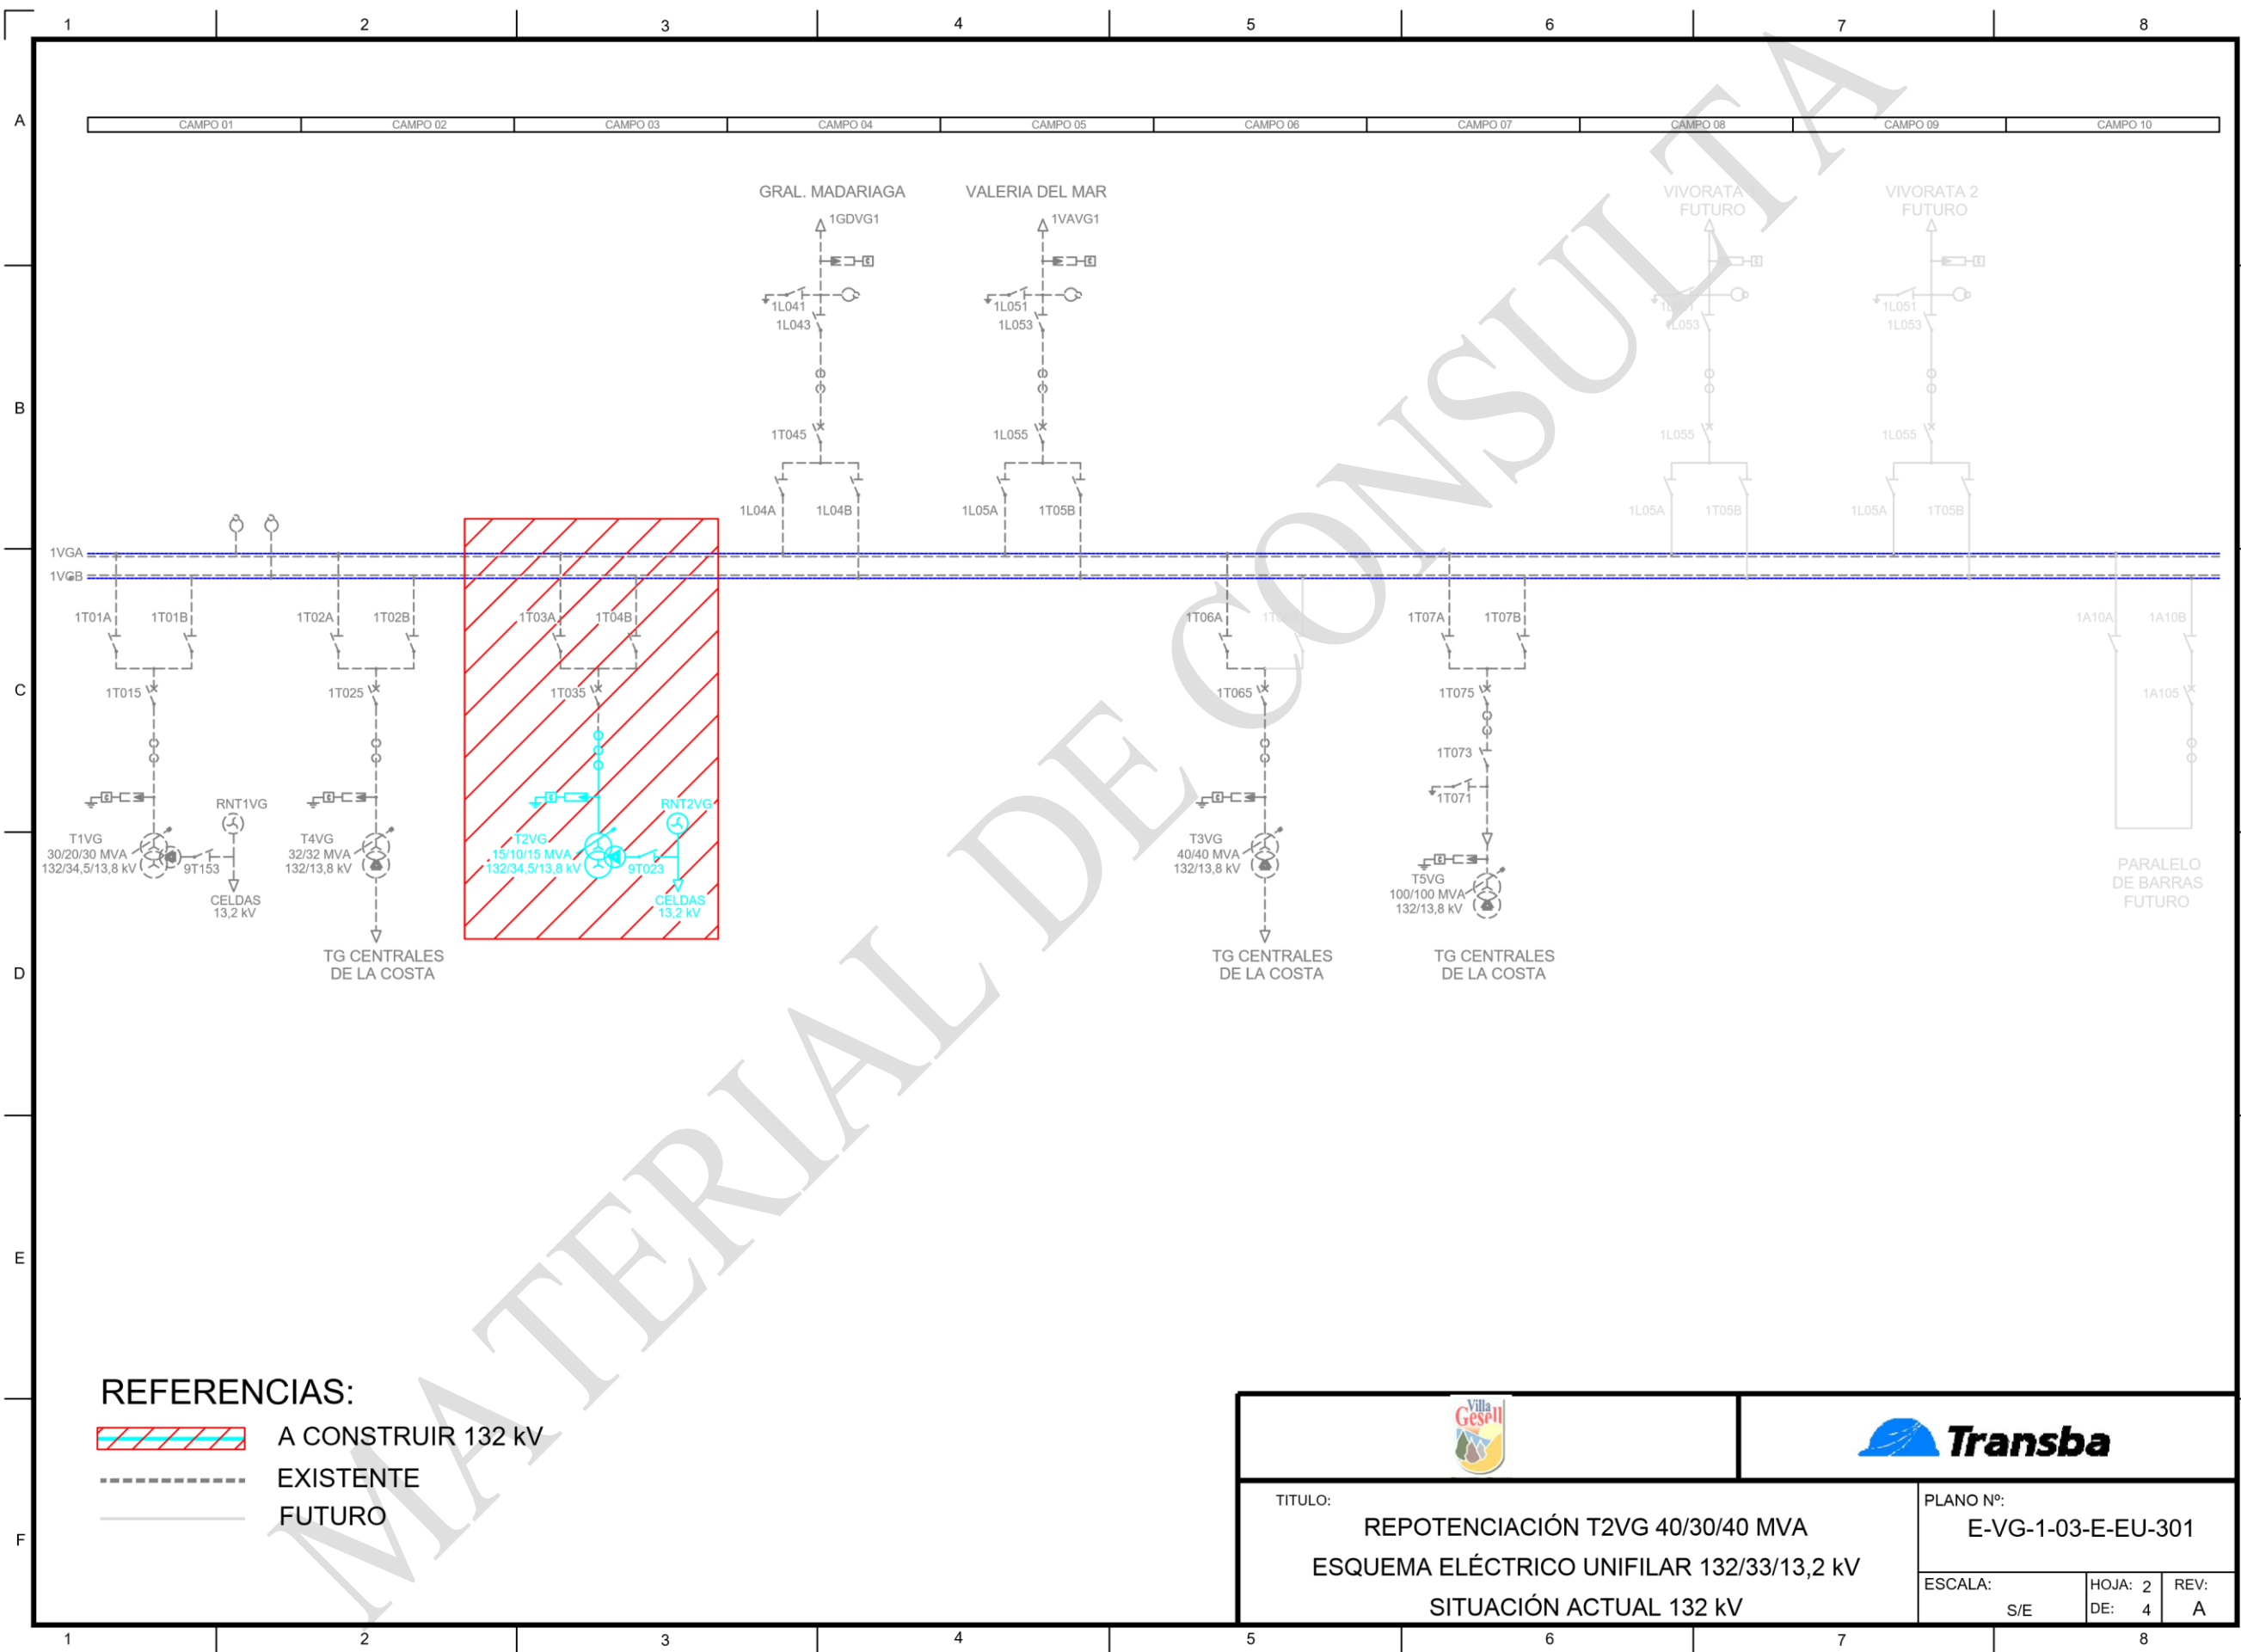 1 2 3 4 5 6 7 8
A
B
C
D
E
F
CAMPO 01 CAMPO 02 CAMPO 03 CAMPO 04 CAMPO 05 CAMPO 06 CAMPO 07 CAMPO 08 CAMPO 09 CAMPO 10
GRAL. MADARIAGA
1GDVG1
1L041
1L043
1T045
1L04A 1L04B
VALERIA DEL MAR
1VAVG1
1L051
1L053
1L055
1L05A 1T05B
VIVORATA
FUTURO
1L053
1L055
1L05A 1T05B
VIVORATA 2
FUTURO
1L051
1L053
1L055
1L05A 1T05B
1VGA
1VGB
1T01A 1T01B
1T015
RNT1VG
T1VG
30/20/30 MVA
132/34,5/13,8 kV
9T153
CELDAS
13,2 kV
1T02A 1T02B
1T025
T4VG
32/32 MVA
132/13,8 kV
TG CENTRALES
DE LA COSTA
1T03A 1T04B
1T035
RNT2VG
T2VG
15/10/15 MVA
132/34,5/13,8 kV
9T023
CELDAS
13,2 kV
1T06A
1T065
T3VG
40/40 MVA
132/13,8 kV
TG CENTRALES
DE LA COSTA
1T07A 1T07B
1T075
1T073
1T071
T5VG
100/100 MVA
132/13,8 kV
TG CENTRALES
DE LA COSTA
1A10A 1A10B
1A105
PARALELO
DE BARRAS
FUTURO
MATERIAL DE CONSULTA
REFERENCIAS:
A CONSTRUIR 132 kV
EXISTENTE
FUTURO
Villa
Gesell
Transba
TITULO:
REPOTENCIACIÓN T2VG 40/30/40 MVA
ESQUEMA ELÉCTRICO UNIFILAR 132/33/13,2 kV
SITUACIÓN ACTUAL 132 kV
PLANO Nº:
E-VG-1-03-E-EU-301
ESCALA:
S/E
HOJA: 2
DE: 4
REV:
A
1 2 3 4 5 6 7 8